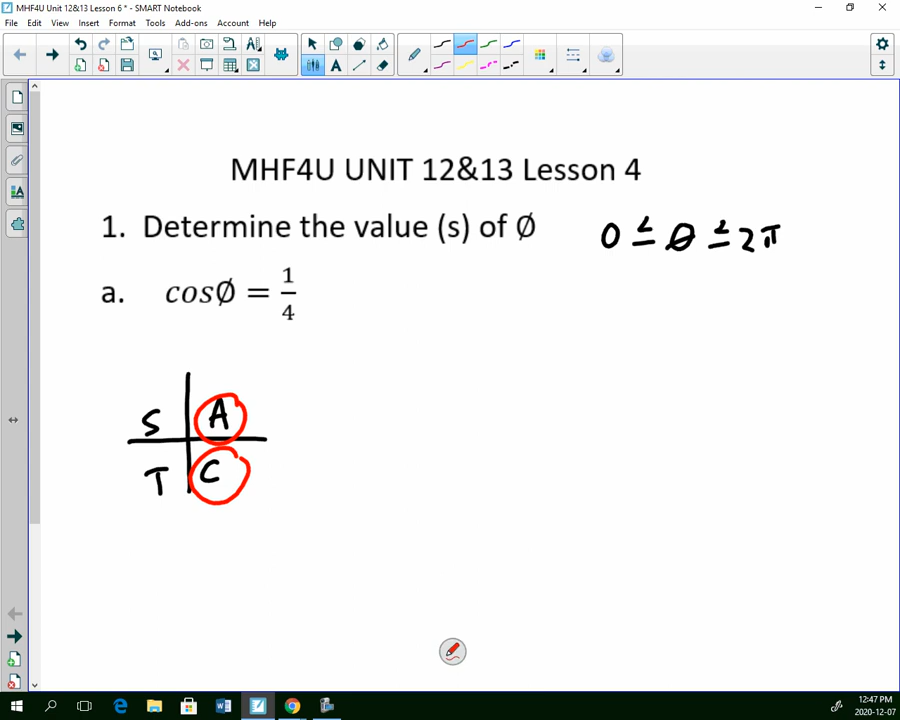 MHF4U Unit 12&13 Lesson 6 * - SMART Notebook
File Edit View Insert Format Tools Add-ons Account Help
MHF4U UNIT 12&13 Lesson 4
1. Determine the value (s) of Ø 0 ≤ θ ≤ 2π
a. cosØ = 1/4
S A
T C
12:47 PM
2020-12-07